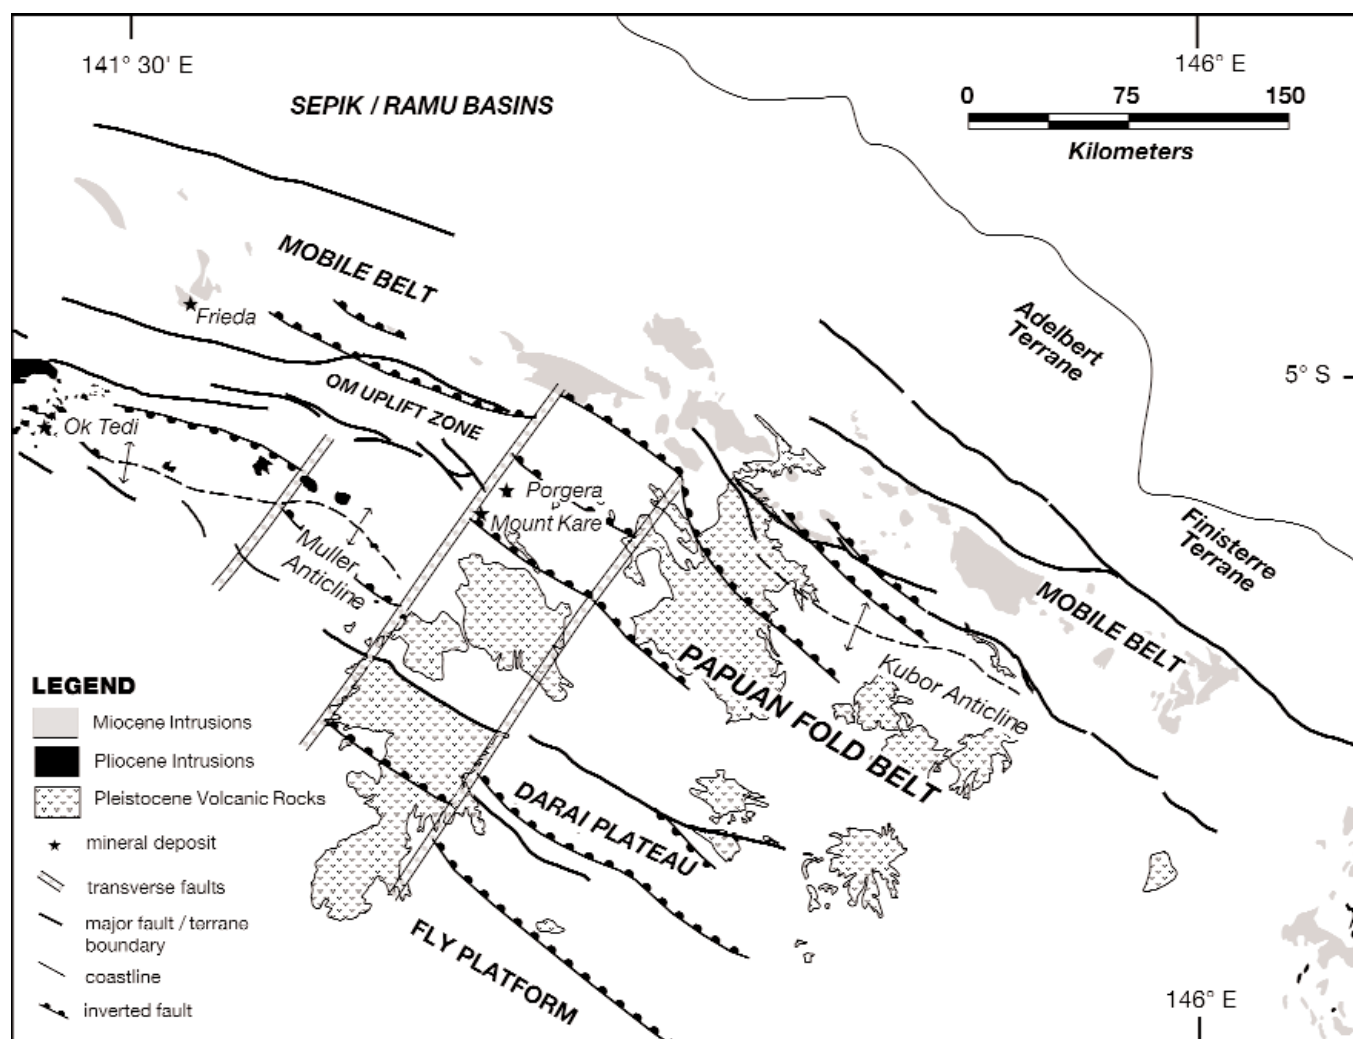 141° 30' E
146° E
SEPIK / RAMU BASINS
0 75 150
Kilometers
MOBILE BELT
Adelbert
Terrane
Frieda
5° S
OM UPLIFT ZONE
Ok Tedi
Porgera
Mount Kare
Finisterre
Terrane
Muller
Anticline
MOBILE BELT
PAPUAN FOLD BELT
Kubor Anticline
LEGEND
Miocene Intrusions
Pliocene Intrusions
Pleistocene Volcanic Rocks
mineral deposit
transverse faults
major fault / terrane
boundary
coastline
inverted fault
DARAI PLATEAU
FLY PLATFORM
146° E